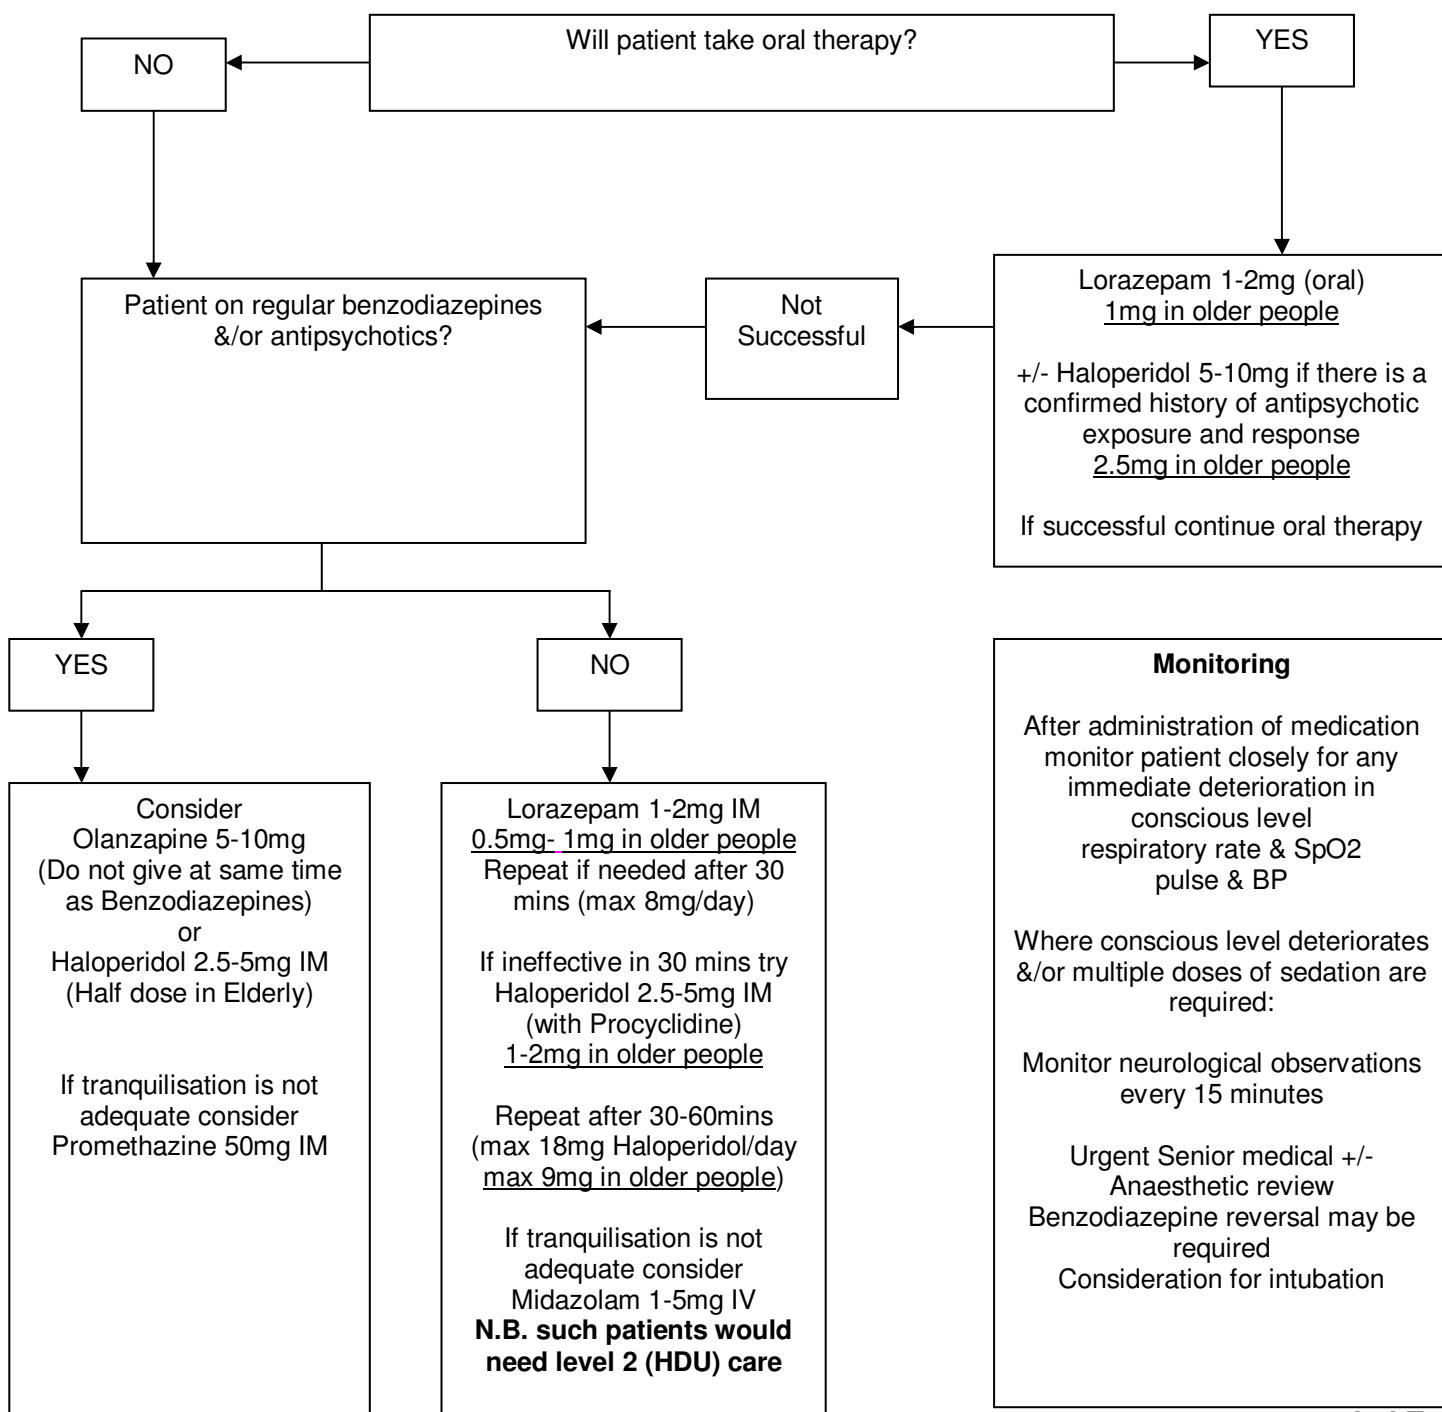 Will patient take oral therapy?
NO
YES
Patient on regular benzodiazepines
&/or antipsychotics?
Not
Successful
Lorazepam 1-2mg (oral)
1mg in older people
+/- Haloperidol 5-10mg if there is a
confirmed history of antipsychotic
exposure and response
2.5mg in older people
If successful continue oral therapy
YES
NO
Consider
Olanzapine 5-10mg
(Do not give at same time
as Benzodiazepines)
or
Haloperidol 2.5-5mg IM
(Half dose in Elderly)
If tranquilisation is not
adequate consider
Promethazine 50mg IM
Lorazepam 1-2mg IM
0.5mg- 1mg in older people
Repeat if needed after 30
mins (max 8mg/day)
If ineffective in 30 mins try
Haloperidol 2.5-5mg IM
(with Procyclidine)
1-2mg in older people
Repeat after 30-60mins
(max 18mg Haloperidol/day
max 9mg in older people)
If tranquilisation is not
adequate consider
Midazolam 1-5mg IV
N.B. such patients would
need level 2 (HDU) care
Monitoring
After administration of medication
monitor patient closely for any
immediate deterioration in
conscious level
respiratory rate & SpO2
pulse & BP
Where conscious level deteriorates
&/or multiple doses of sedation are
required:
Monitor neurological observations
every 15 minutes
Urgent Senior medical +/-
Anaesthetic review
Benzodiazepine reversal may be
required
Consideration for intubation